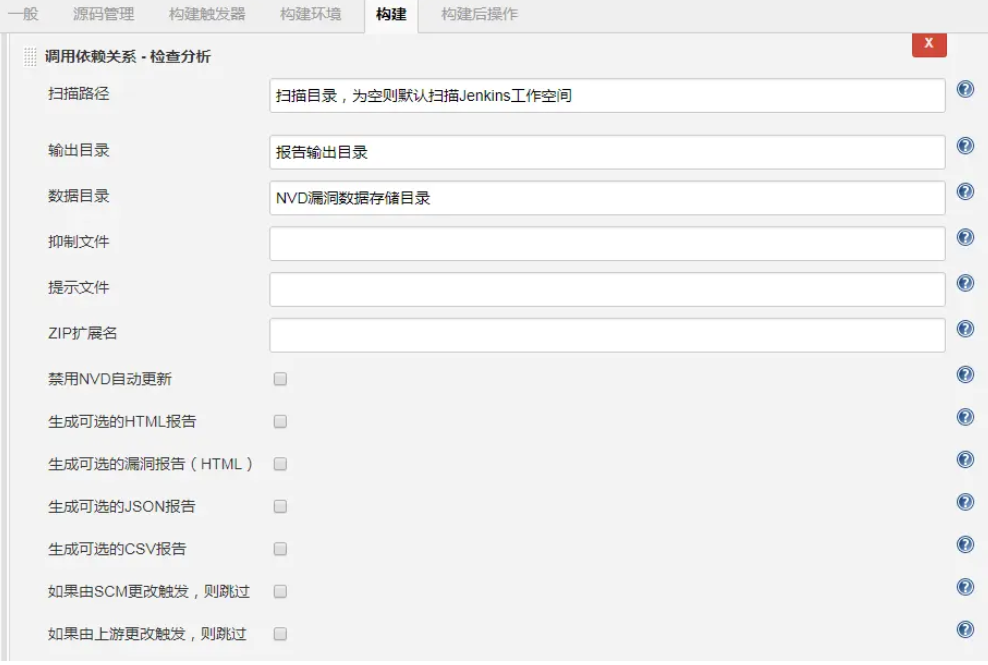 一般 源码管理 构建触发器 构建环境 构建 构建后操作
调用依赖关系 - 检查分析
X
扫描路径 扫描目录，为空则默认扫描Jenkins工作空间
输出目录 报告输出目录
数据目录 NVD漏洞数据存储目录
抑制文件
提示文件
ZIP扩展名
禁用NVD自动更新
生成可选的HTML报告
生成可选的漏洞报告（HTML）
生成可选的JSON报告
生成可选的CSV报告
如果由SCM更改触发，则跳过
如果由上游更改触发，则跳过